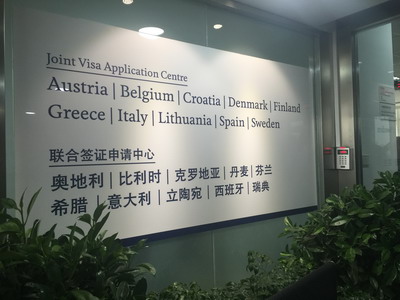 Joint Visa Application Centre
Austria | Belgium | Croatia | Denmark | Finland
Greece | Italy | Lithuania | Spain | Sweden
联合签证申请中心
奥地利 | 比利时 | 克罗地亚 | 丹麦 | 芬兰
希腊 | 意大利 | 立陶宛 | 西班牙 | 瑞典